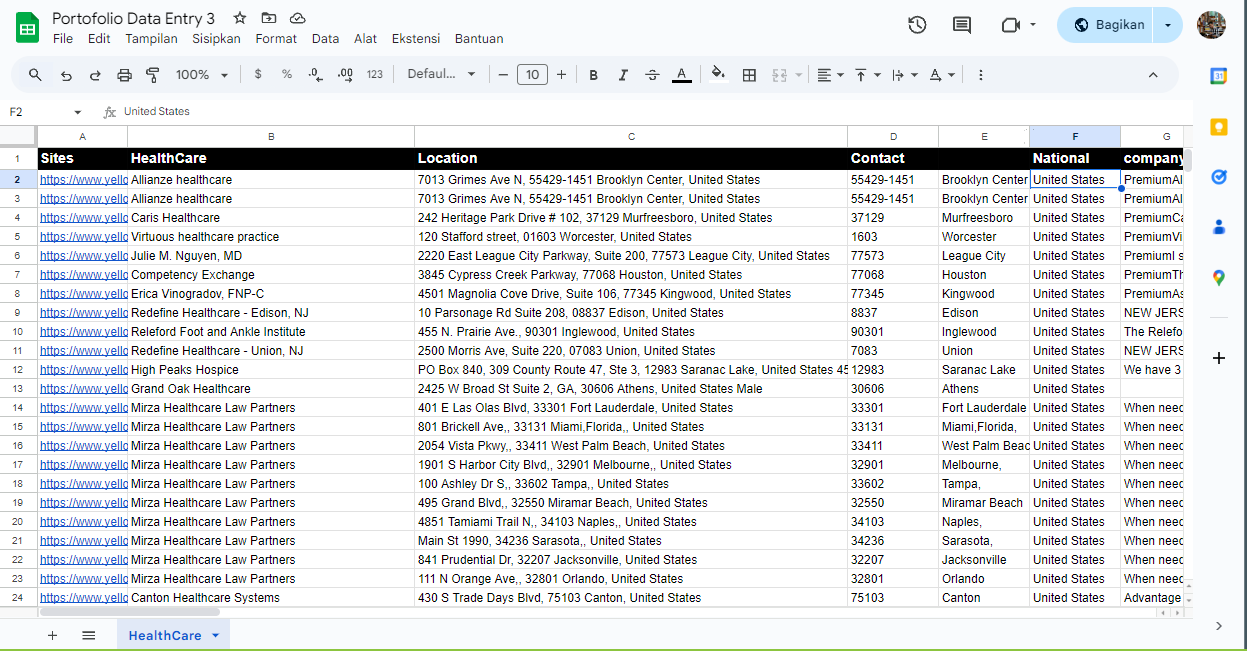 Portofolio Data Entry 3
File Edit Tampilan Sisipkan Format Data Alat Ekstensi Bantuan
Bagikan
100% $ % .0 .00 123 Defaul... 10 B I A
F2 fx United States
A B C D E F G
1 Sites HealthCare Location Contact National company
2 https://www.yello Allianze healthcare 7013 Grimes Ave N, 55429-1451 Brooklyn Center, United States 55429-1451 Brooklyn Center United States PremiumAl
3 https://www.yello Allianze healthcare 7013 Grimes Ave N, 55429-1451 Brooklyn Center, United States 55429-1451 Brooklyn Center United States PremiumAl
4 https://www.yello Caris Healthcare 242 Heritage Park Drive # 102, 37129 Murfreesboro, United States 37129 Murfreesboro United States PremiumCa
5 https://www.yello Virtuous healthcare practice 120 Stafford street, 01603 Worcester, United States 1603 Worcester United States PremiumVi
6 https://www.yello Julie M. Nguyen, MD 2220 East League City Parkway, Suite 200, 77573 League City, United States 77573 League City United States PremiumI s
7 https://www.yello Competency Exchange 3845 Cypress Creek Parkway, 77068 Houston, United States 77068 Houston United States PremiumTh
8 https://www.yello Erica Vinogradov, FNP-C 4501 Magnolia Cove Drive, Suite 106, 77345 Kingwood, United States 77345 Kingwood United States PremiumAs
9 https://www.yello Redefine Healthcare - Edison, NJ 10 Parsonage Rd Suite 208, 08837 Edison, United States 8837 Edison United States NEW JERS
10 https://www.yello Releford Foot and Ankle Institute 455 N. Prairie Ave., 90301 Inglewood, United States 90301 Inglewood United States The Relefo
11 https://www.yello Redefine Healthcare - Union, NJ 2500 Morris Ave, Suite 220, 07083 Union, United States 7083 Union United States NEW JERS
12 https://www.yello High Peaks Hospice PO Box 840, 309 County Route 47, Ste 3, 12983 Saranac Lake, United States 45 12983 Saranac Lake United States We have 3
13 https://www.yello Grand Oak Healthcare 2425 W Broad St Suite 2, GA, 30606 Athens, United States Male 30606 Athens United States
14 https://www.yello Mirza Healthcare Law Partners 401 E Las Olas Blvd, 33301 Fort Lauderdale, United States 33301 Fort Lauderdale United States When need
15 https://www.yello Mirza Healthcare Law Partners 801 Brickell Ave,, 33131 Miami,Florida,, United States 33131 Miami,Florida, United States When need
16 https://www.yello Mirza Healthcare Law Partners 2054 Vista Pkwy,, 33411 West Palm Beach, United States 33411 West Palm Beac United States When need
17 https://www.yello Mirza Healthcare Law Partners 1901 S Harbor City Blvd,, 32901 Melbourne,, United States 32901 Melbourne, United States When need
18 https://www.yello Mirza Healthcare Law Partners 100 Ashley Dr S,, 33602 Tampa,, United States 33602 Tampa, United States When need
19 https://www.yello Mirza Healthcare Law Partners 495 Grand Blvd,, 32550 Miramar Beach, United States 32550 Miramar Beach United States When need
20 https://www.yello Mirza Healthcare Law Partners 4851 Tamiami Trail N,, 34103 Naples,, United States 34103 Naples, United States When need
21 https://www.yello Mirza Healthcare Law Partners Main St 1990, 34236 Sarasota,, United States 34236 Sarasota, United States When need
22 https://www.yello Mirza Healthcare Law Partners 841 Prudential Dr, 32207 Jacksonville, United States 32207 Jacksonville United States When need
23 https://www.yello Mirza Healthcare Law Partners 111 N Orange Ave,, 32801 Orlando, United States 32801 Orlando United States When need
24 https://www.yello Canton Healthcare Systems 430 S Trade Days Blvd, 75103 Canton, United States 75103 Canton United States Advantage
HealthCare